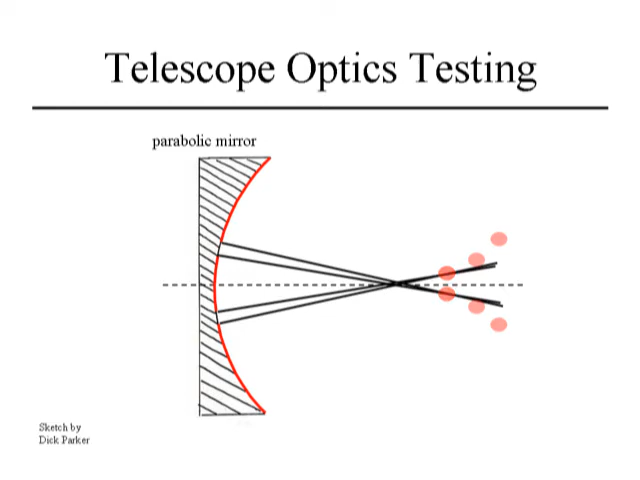 Telescope Optics Testing
parabolic mirror
Sketch by
Dick Parker